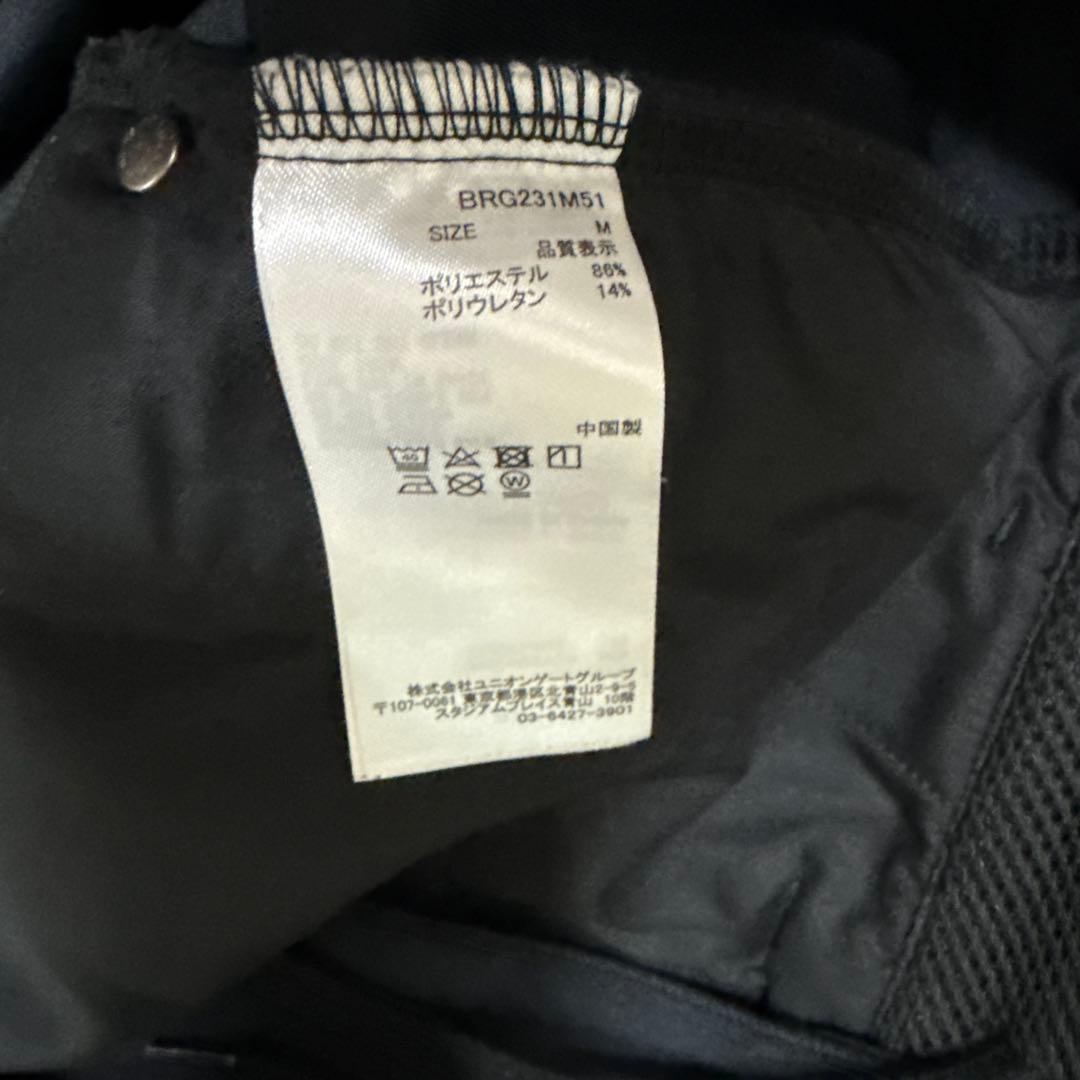 BRG231M51
SIZE M
品質表示
ポリエステル 86%
ポリウレタン 14%
中国製
40
W
株式会社ユニオンゲートグループ
〒107-0061 東京都港区北青山2-9-5
スタジアムプレイス青山 10階
03-6427-3901